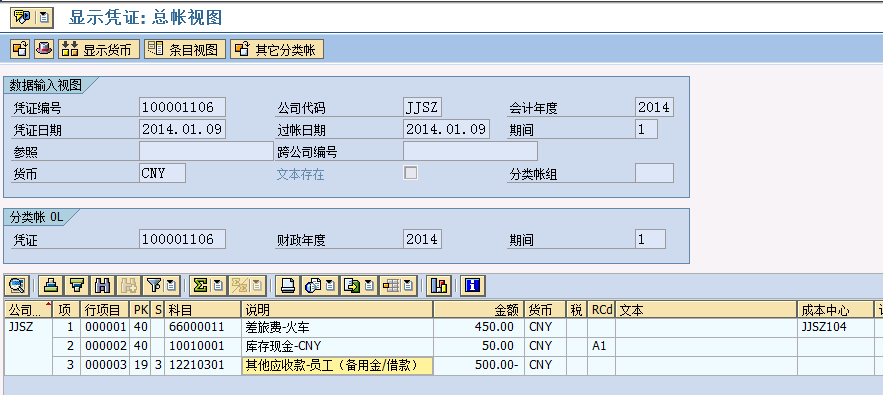 显示凭证: 总帐视图
显示货币 条目视图 其它分类帐
数据输入视图
凭证编号 100001106 公司代码 JJSZ 会计年度 2014
凭证日期 2014.01.09 过帐日期 2014.01.09 期间 1
参照 跨公司编号
货币 CNY 文本存在 分类帐组
分类帐 0L
凭证 100001106 财政年度 2014 期间 1
公司... 项 行项目 PK S 科目 说明 金额 货币 税 RCd 文本 成本中心
JJSZ 1 000001 40 66000011 差旅费-火车 450.00 CNY JJSZ104
2 000002 40 10010001 库存现金-CNY 50.00 CNY A1
3 000003 19 3 12210301 其他应收款-员工（备用金/借款） 500.00- CNY